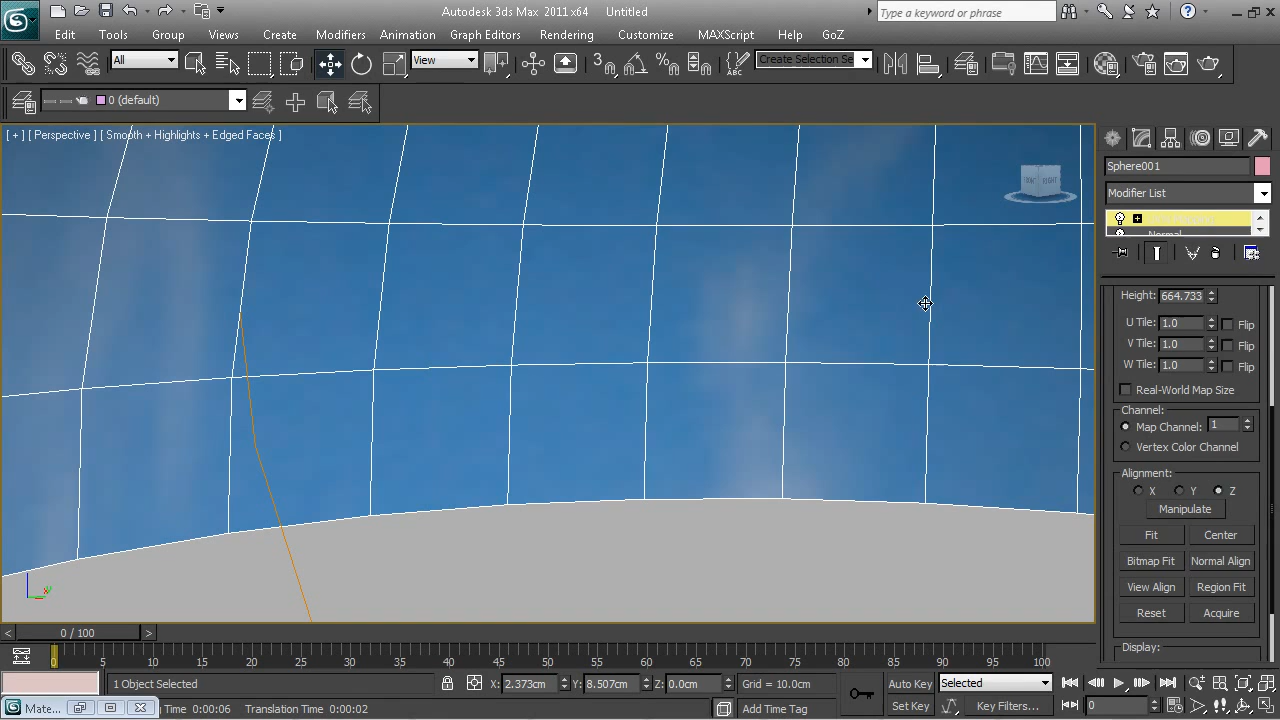 Autodesk 3ds Max 2011 x64 Untitled
Type a keyword or phrase
Edit Tools Group Views Create Modifiers Animation Graph Editors Rendering Customize MAXScript Help GoZ
All View Create Selection Se
0 (default)
[ + ] [ Perspective ] [ Smooth + Highlights + Edged Faces ]
Sphere001
Modifier List
Normal
Height: 664.733
U Tile: 1.0 Flip
V Tile: 1.0 Flip
W Tile: 1.0 Flip
Real-World Map Size
Channel:
Map Channel: 1
Vertex Color Channel
Alignment:
X Y Z
Manipulate
Fit Center
Bitmap Fit Normal Align
View Align Region Fit
Reset Acquire
Display:
< 0 / 100 >
0 5 10 15 20 25 30 35 40 45 50 55 60 65 70 75 80 85 90 95 100
1 Object Selected X: 2.373cm Y: 8.507cm Z: 0.0cm Grid = 10.0cm Auto Key Selected
Mate... Time 0:00:06 Translation Time 0:00:02 Add Time Tag Set Key Key Filters... 0